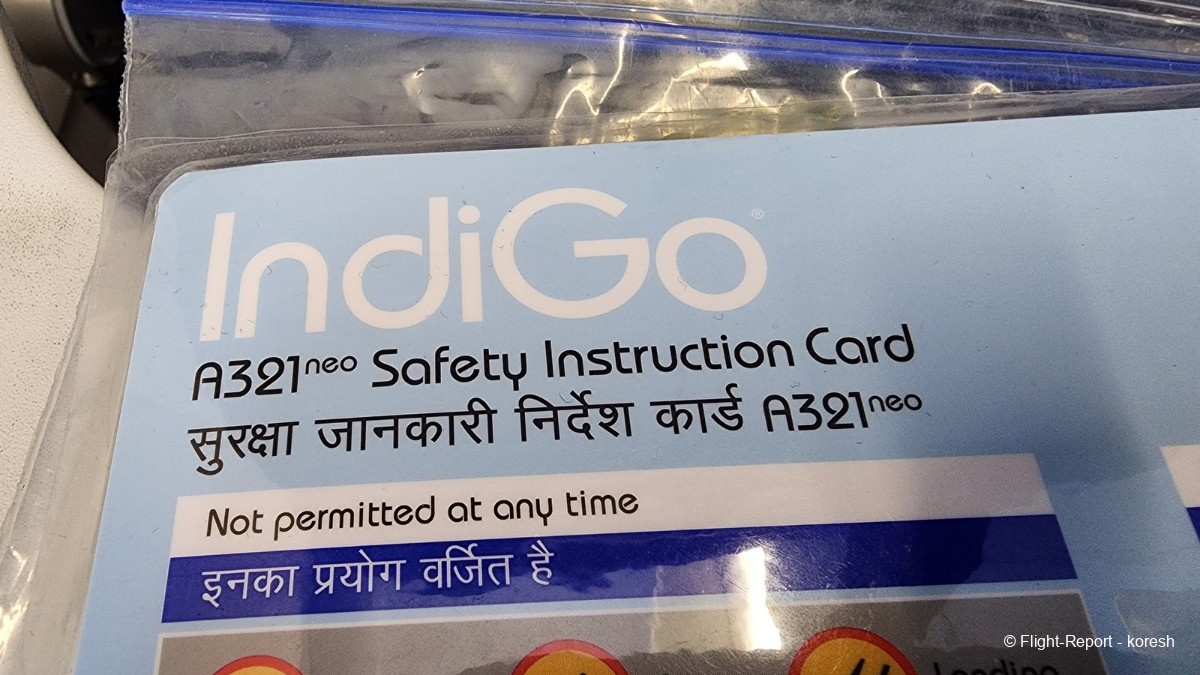 IndiGo®
A321neo Safety Instruction Card
सुरक्षा जानकारी निर्देश कार्ड A321neo
Not permitted at any time
इनका प्रयोग वर्जित है
Landing
© Flight-Report - koresh